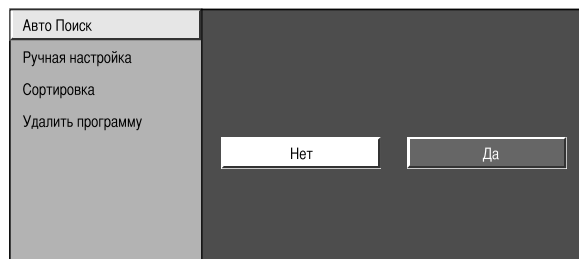 Авто Поиск
Ручная настройка
Сортировка
Удалить программу
Нет
Да